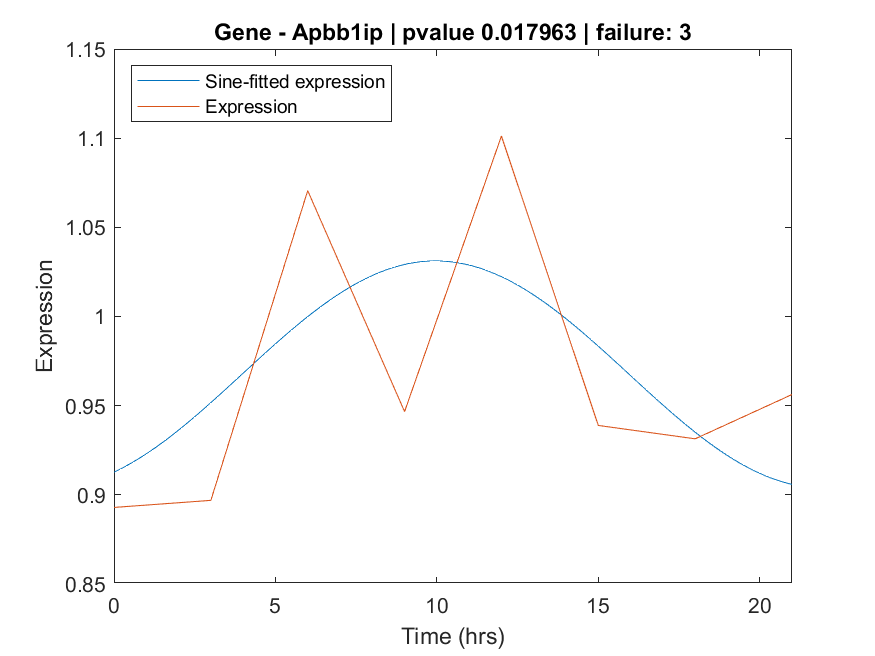 Gene - Apbb1ip | pvalue 0.017963 | failure: 3
1.15
Sine-fitted expression
Expression
1.1
1.05
1
0.95
0.9
0.85
Expression
0
5
10
15
20
Time (hrs)